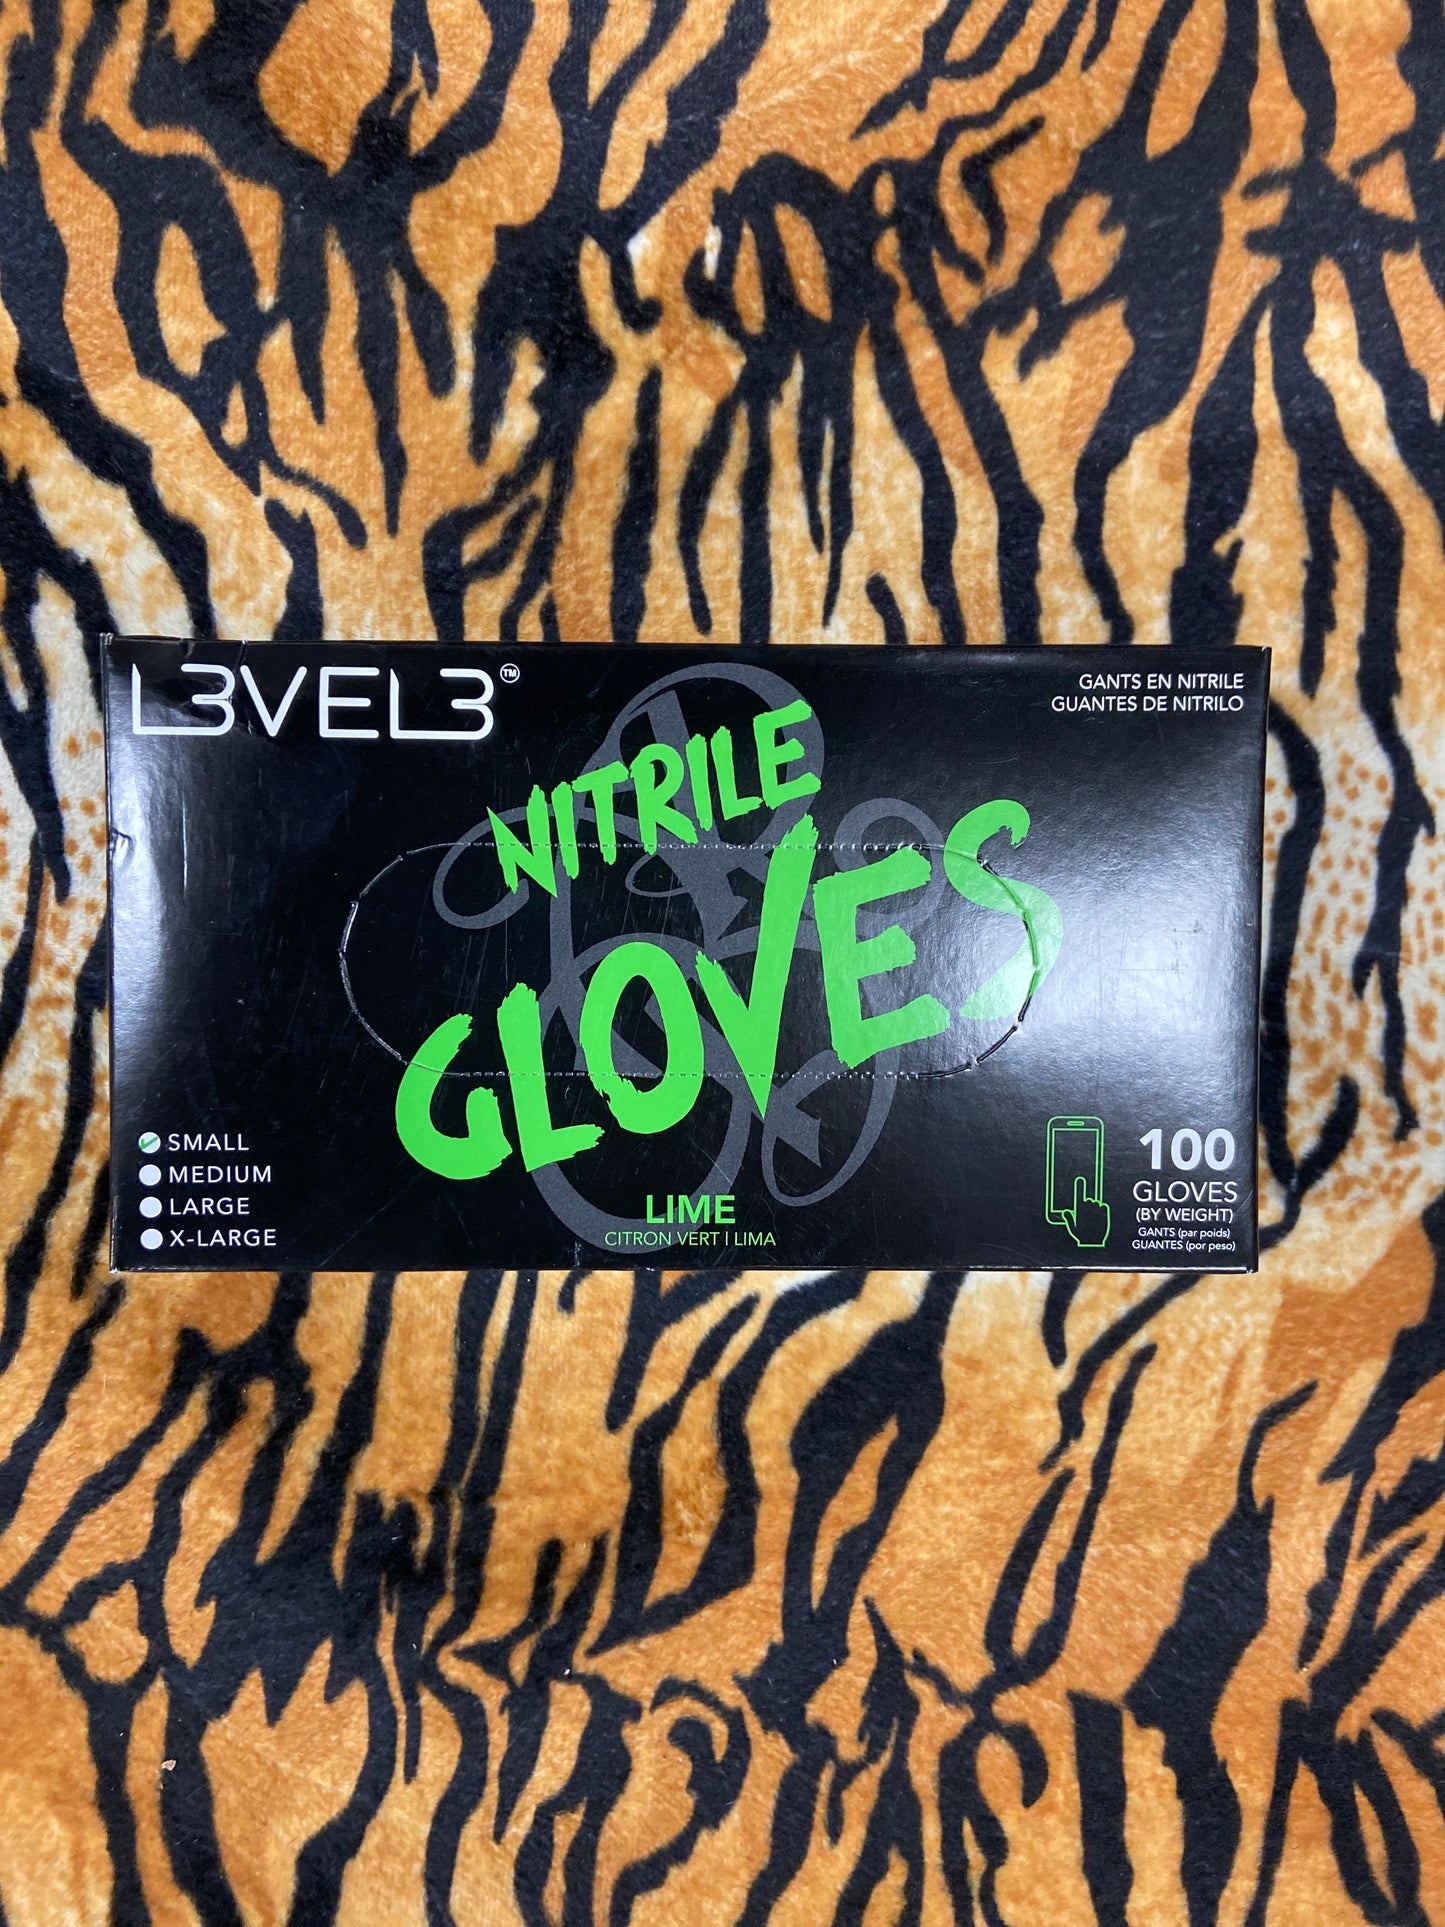 L3VEL3™
GANTS EN NITRILE
GUANTES DE NITRILO
NITRILE
GLOVES
SMALL
MEDIUM
LARGE
X-LARGE
LIME
CITRON VERT | LIMA
100
GLOVES
(BY WEIGHT)
GANTS (par poids)
GUANTES (por peso)